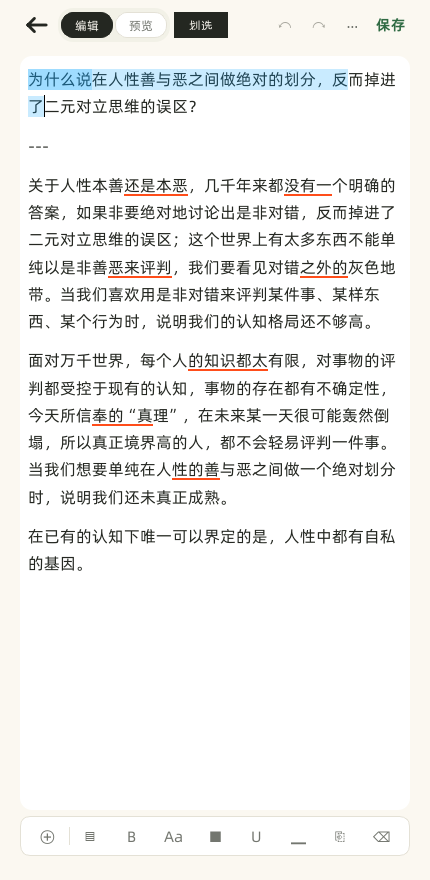 编辑 预览 划选 ... 保存
为什么说在人性善与恶之间做绝对的划分，反而掉进
了二元对立思维的误区？
---
关于人性本善还是本恶，几千年来都没有一个明确的
答案，如果非要绝对地讨论出是非对错，反而掉进了
二元对立思维的误区；这个世界上有太多东西不能单
纯以是非善恶来评判，我们要看见对错之外的灰色地
带。当我们喜欢用是非对错来评判某件事、某样东
西、某个行为时，说明我们的认知格局还不够高。
面对万千世界，每个人的知识都太有限，对事物的评
判都受控于现有的认知，事物的存在都有不确定性，
今天所信奉的“真理”，在未来某一天很可能轰然倒
塌，所以真正境界高的人，都不会轻易评判一件事。
当我们想要单纯在人性的善与恶之间做一个绝对划分
时，说明我们还未真正成熟。
在已有的认知下唯一可以界定的是，人性中都有自私
的基因。
B Aa U